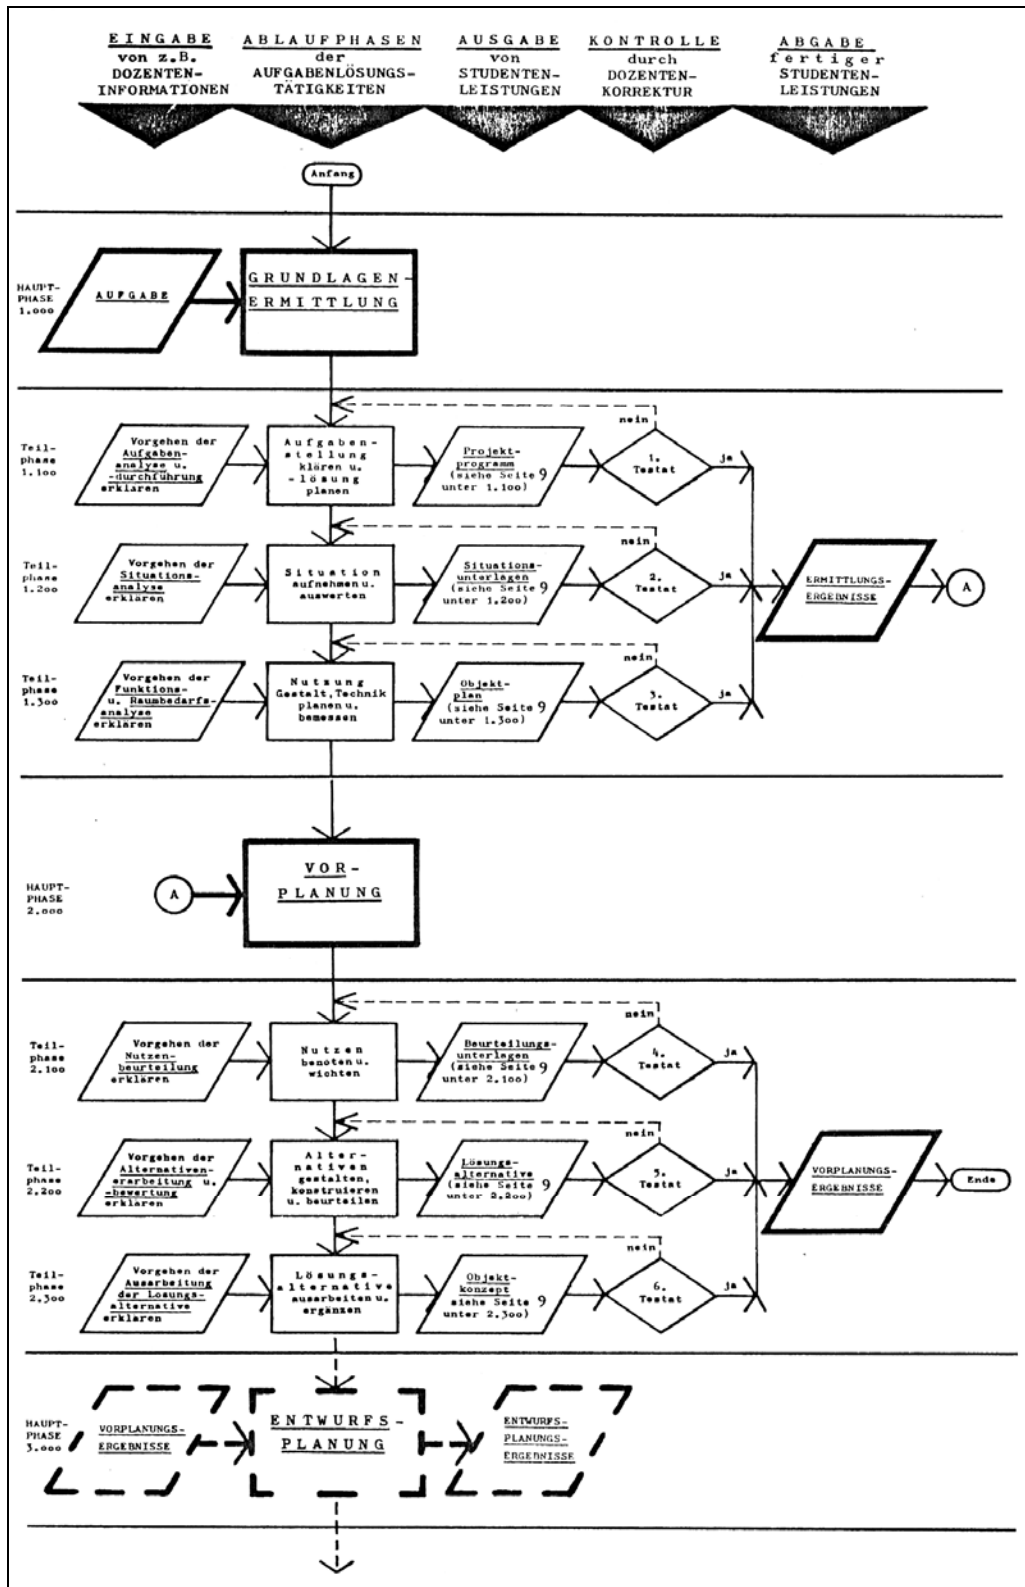 EINGABE
von z.B.
DOZENTEN-
INFORMATIONEN
ABLAUFPHASEN
der
AUFGABENLÖSUNGS-
TÄTIGKEITEN
AUSGABE
von
STUDENTEN-
LEISTUNGEN
KONTROLLE
durch
DOZENTEN-
KORREKTUR
ABGABE
fertiger
STUDENTEN-
LEISTUNGEN
Anfang
HAUPT-
PHASE
1.000
AUFGABE
GRUNDLAGEN-
ERMITTLUNG
Teil-
phase
1.100
Vorgehen der
Aufgaben-
analyse u.
-durchführung
erklären
Aufgaben-
stellung
klären u.
-lösung
planen
Projekt-
programm
(siehe Seite 9
unter 1.100)
nein
1.
Testat
ja
Teil-
phase
1.200
Vorgehen der
Situations-
analyse
erklären
Situation
aufnehmen u.
auswerten
Situations-
unterlagen
(siehe Seite 9
unter 1.200)
nein
2.
Testat
ja
ERMITTLUNGS-
ERGEBNISSE
A
Teil-
phase
1.300
Vorgehen der
Funktions-
u. Raumbedarfs-
analyse
erklären
Nutzung
Gestalt, Technik
planen u.
bemessen
Objekt-
plan
(siehe Seite 9
unter 1.300)
nein
3.
Testat
ja
HAUPT-
PHASE
2.000
A
VOR-
PLANUNG
Teil-
phase
2.100
Vorgehen der
Nutzen-
beurteilung
erklären
Nutzen
benoten u.
wichten
Beurteilungs-
unterlagen
(siehe Seite 9
unter 2.100)
nein
4.
Testat
ja
Teil-
phase
2.200
Vorgehen der
Alternativen-
erarbeitung u.
-bewertung
erklären
Alter-
nativen
gestalten,
konstruieren
u. beurteilen
Lösungs-
alternative
(siehe Seite 9
unter 2.200)
nein
5.
Testat
ja
VORPLANUNGS-
ERGEBNISSE
Ende
Teil-
phase
2.300
Vorgehen der
Ausarbeitung
der Lösungs-
alternative
erklären
Lösungs-
alternative
ausarbeiten u.
ergänzen
Objekt-
konzept
siehe Seite 9
unter 2.300)
nein
6.
Testat
ja
HAUPT-
PHASE
3.000
VORPLANUNGS-
ERGEBNISSE
ENTWURFS-
PLANUNG
ENTWURFS-
PLANUNGS-
ERGEBNISSE